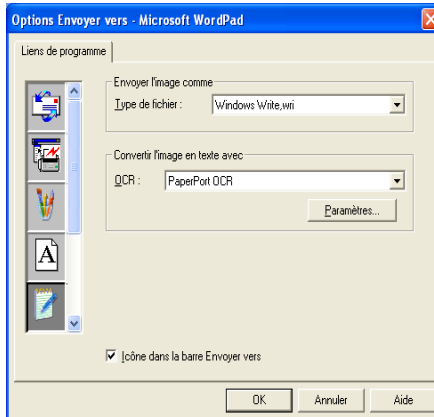 Options Envoyer vers - Microsoft WordPad
Liens de programme
Envoyer l'image comme
Type de fichier : Windows Write,wri
Convertir l'image en texte avec
OCR : PaperPort OCR
Paramètres...
A
Icône dans la barre Envoyer vers
OK Annuler Aide